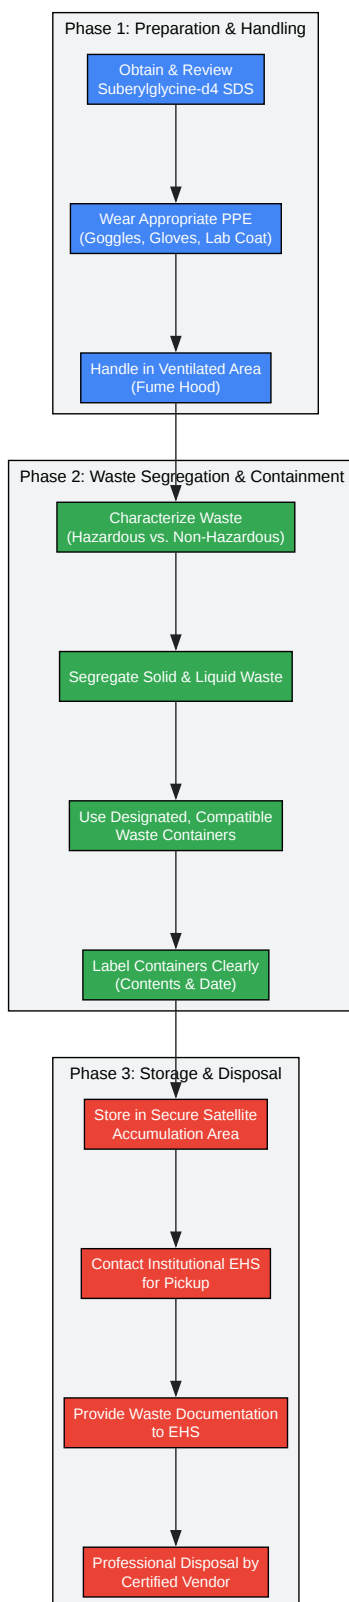 Phase 1: Preparation & Handling
Obtain & Review
Suberylglycine-d4 SDS
Wear Appropriate PPE
(Goggles, Gloves, Lab Coat)
Handle in Ventilated Area
(Fume Hood)
Phase 2: Waste Segregation & Containment
Characterize Waste
(Hazardous vs. Non-Hazardous)
Segregate Solid & Liquid Waste
Use Designated, Compatible
Waste Containers
Label Containers Clearly
(Contents & Date)
Phase 3: Storage & Disposal
Store in Secure Satellite
Accumulation Area
Contact Institutional EHS
for Pickup
Provide Waste Documentation
to EHS
Professional Disposal by
Certified Vendor